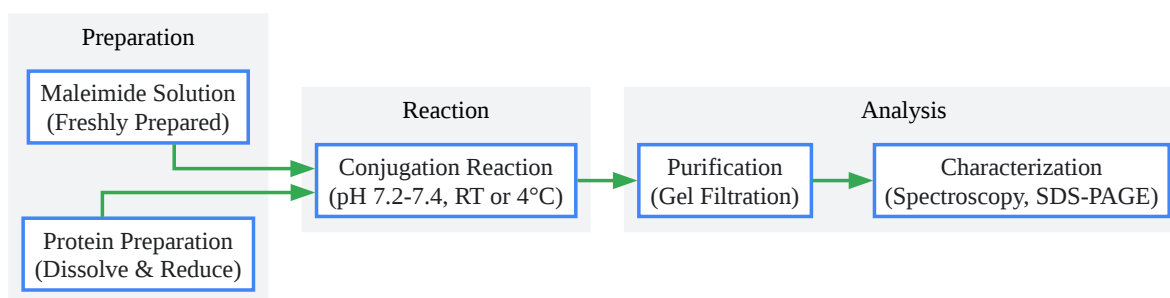 Preparation
Maleimide Solution
(Freshly Prepared)
Protein Preparation
(Dissolve & Reduce)
Reaction
Conjugation Reaction
(pH 7.2-7.4, RT or 4°C)
Analysis
Purification
(Gel Filtration)
Characterization
(Spectroscopy, SDS-PAGE)